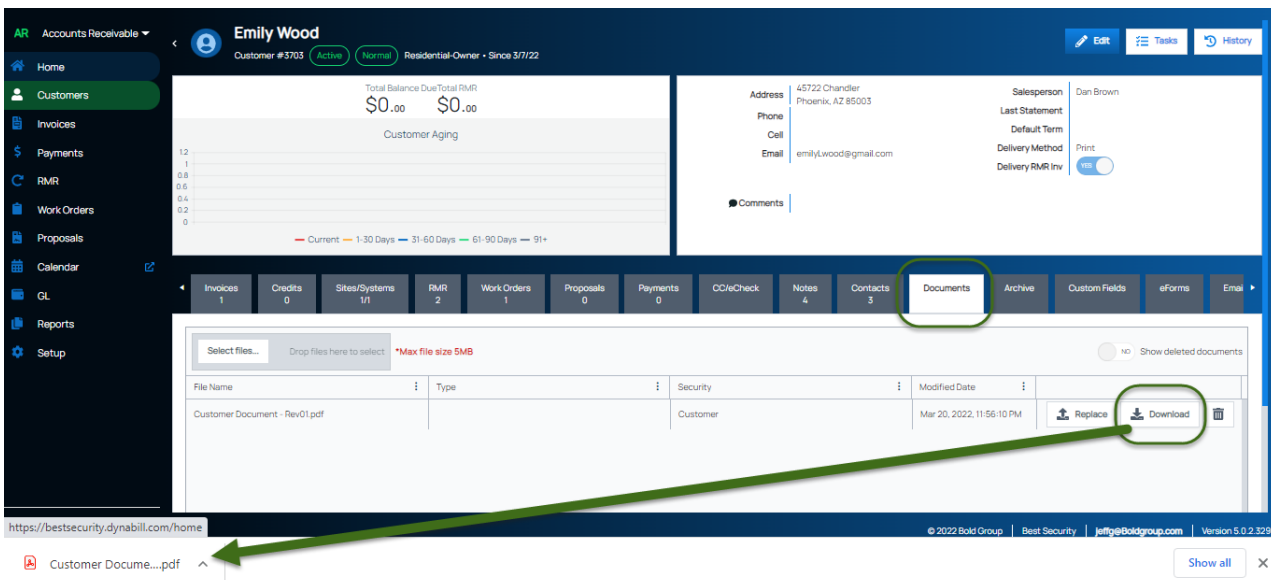 AR Accounts Receivable
Home
Customers
Invoices
Payments
RMR
Work Orders
Proposals
Calendar
GL
Reports
Setup
Emily Wood
Customer #3703 Active Normal Residential-Owner • Since 3/7/22
Edit Tasks History
Total Balance Due Total RMR
$0.00 $0.00
Customer Aging
1.2
1
0.8
0.6
0.4
0.2
0
Current 1-30 Days 31-60 Days 61-90 Days 91+
Address 45722 Chandler
Phoenix, AZ 85003
Phone
Cell
Email emilyLwood@gmail.com
Comments
Salesperson Dan Brown
Last Statement
Default Term
Delivery Method Print
Delivery RMR Inv YES
Invoices Credits Sites/Systems RMR Work Orders Proposals Payments CC/eCheck Notes Contacts Documents Archive Custom Fields eForms Emai
1 0 1/1 2 1 0 0 4 3
Select files... Drop files here to select *Max file size 5MB NO Show deleted documents
File Name Type Security Modified Date
Customer Document - Rev01.pdf Customer Mar 20, 2022, 11:56:10 PM Replace Download
https://bestsecurity.dynabill.com/home
© 2022 Bold Group | Best Security | jeffg@Boldgroup.com | Version 5.0.2.329
Customer Docume....pdf Show all